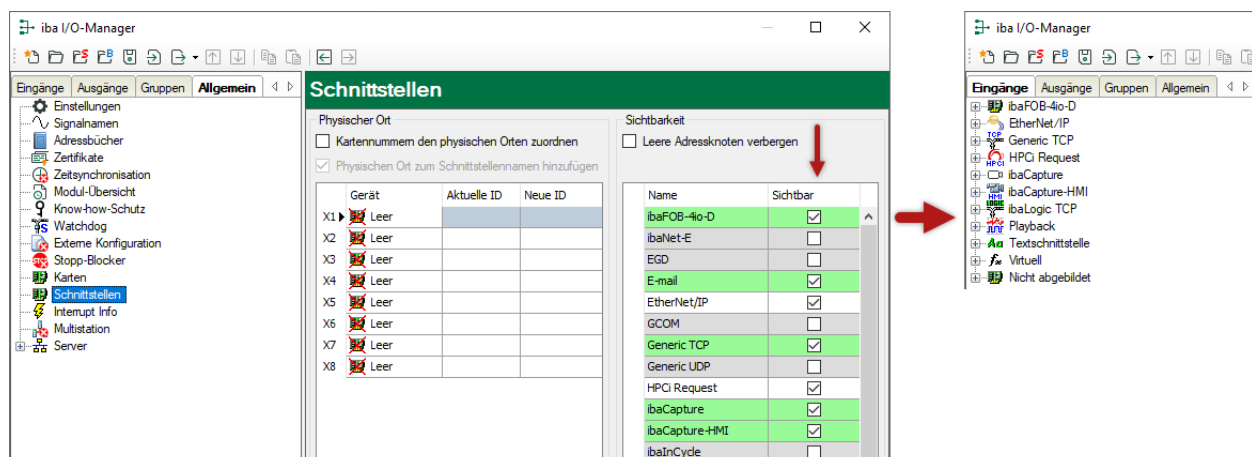 iba I/O-Manager
Eingänge Ausgänge Gruppen Allgemein
Einstellungen
Signalnamen
Adressbücher
Zertifikate
Zeitsynchronisation
Modul-Übersicht
Know-how-Schutz
Watchdog
Externe Konfiguration
Stopp-Blocker
Karten
Schnittstellen
Interrupt Info
Multistation
Server
Schnittstellen
Physischer Ort
Kartennummern den physischen Orten zuordnen
Physischen Ort zum Schnittstellennamen hinzufügen
Gerät Aktuelle ID Neue ID
X1 Leer
X2 Leer
X3 Leer
X4 Leer
X5 Leer
X6 Leer
X7 Leer
X8 Leer
Sichtbarkeit
Leere Adressknoten verbergen
Name Sichtbar
ibaFOB-4io-D
ibaNet-E
EGD
E-mail
EtherNet/IP
GCOM
Generic TCP
Generic UDP
HPCi Request
ibaCapture
ibaCapture-HMI
ibaInCycle
iba I/O-Manager
Eingänge Ausgänge Gruppen Allgemein
ibaFOB-4io-D
EtherNet/IP
Generic TCP
HPCi Request
ibaCapture
ibaCapture-HMI
ibaLogic TCP
Playback
Textschnittstelle
Virtuell
Nicht abgebildet